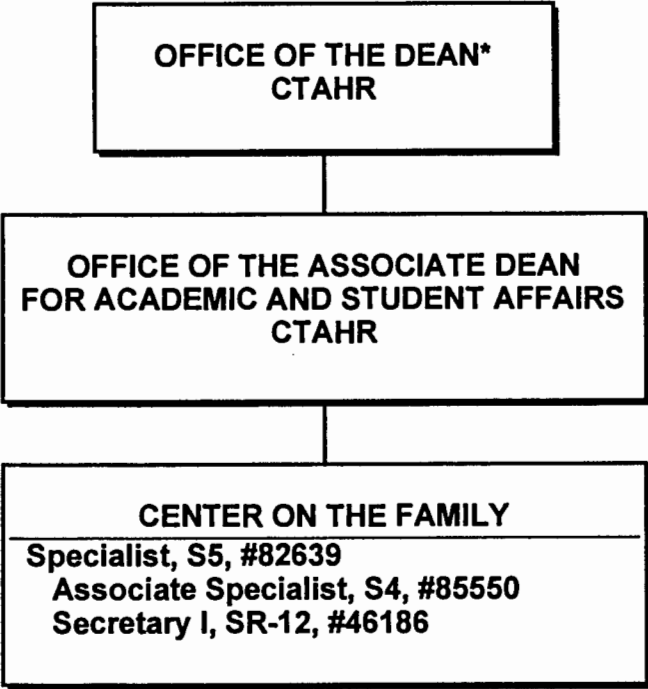 OFFICE OF THE DEAN*
CTAHR
OFFICE OF THE ASSOCIATE DEAN
FOR ACADEMIC AND STUDENT AFFAIRS
CTAHR
CENTER ON THE FAMILY
Specialist, S5, #82639
Associate Specialist, S4, #85550
Secretary I, SR-12, #46186